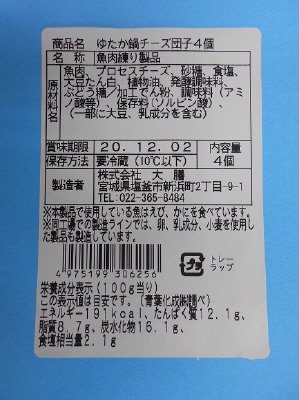 商品名 ゆたか鍋チーズ団子4個
名称 魚肉練り製品
原材料名 魚肉、プロセスチーズ、砂糖、食塩、
大豆たん白、植物油、発酵調味料、
ぶどう糖/加工でん粉、調味料(アミ
ノ酸等)、保存料(ソルビン酸)、
(一部に大豆、乳成分を含む)
賞味期限 20.12.02 内容量
保存方法 要冷蔵(10℃以下) 4個
製造者 株式会社 大膳
宮城県塩釜市新浜町2丁目-9-1
TEL 022-365-8484
※本製品で使用している魚はえび、かにを食べています。
※同工場での製造ラインでは、卵、乳成分、小麦を使用し
た製品も製造しています。
4975199306256
トレー
ラップ
栄養成分表示(100g当り)
この表示値は目安です。(青葉化成㈱調べ)
エネルギー191kcal、たんぱく質12.1g、
脂質8.7g、炭水化物16.1g、
食塩相当量2.1g